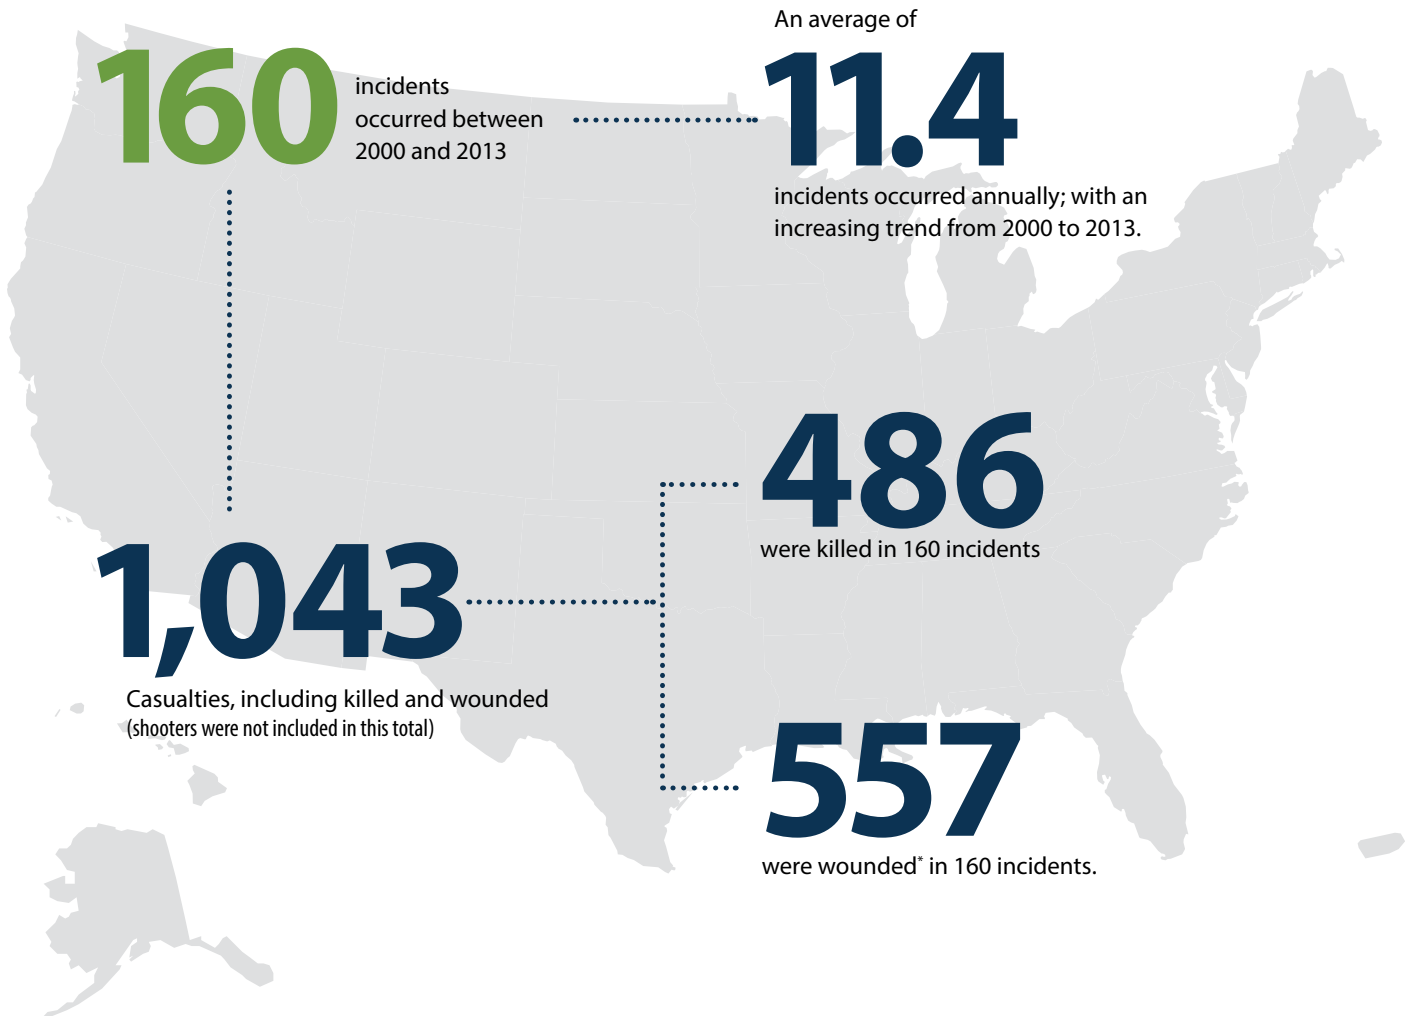 160
incidents
occurred between
2000 and 2013
An average of
11.4
incidents occurred annually; with an
increasing trend from 2000 to 2013.
1,043
Casualties, including killed and wounded
(shooters were not included in this total)
486
were killed in 160 incidents
557
were wounded* in 160 incidents.